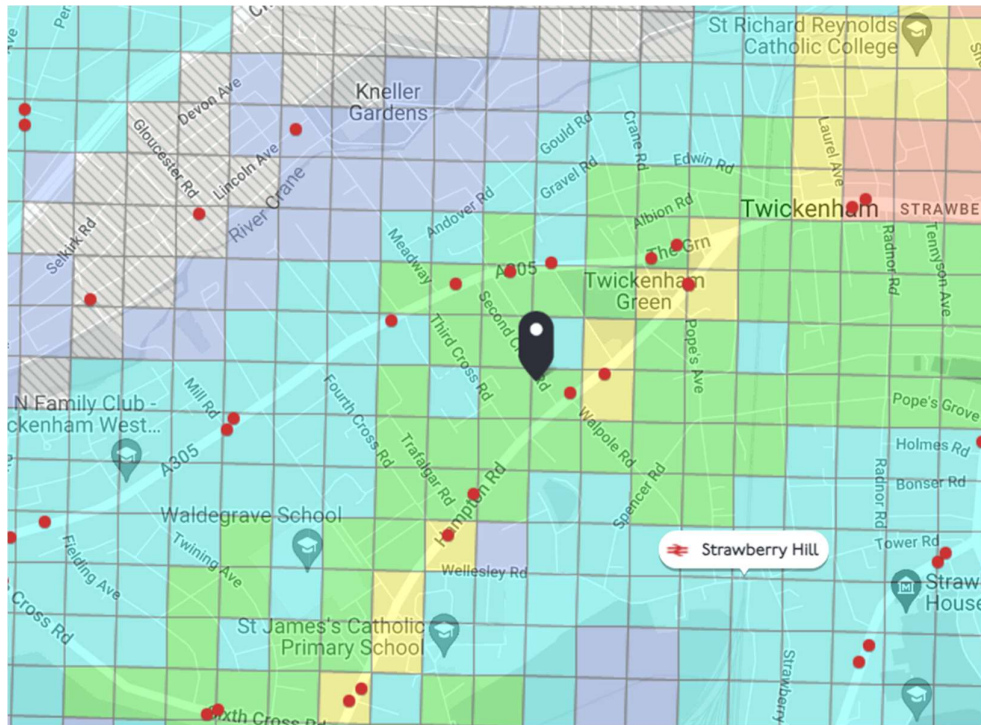 St Richard Reynolds
Catholic College
Kneller
Gardens
Devon Ave
Gloucester Rd
Lincoln Ave
River Crane
Selkirk Rd
Gould Rd
Crane Rd
Gravel Rd
Edwin Rd
Laurel Ave
Andover Rd
Albion Rd
Twickenham
STRAWBE
Meadway
The Grn
A305
Twickenham
Green
Radnor Rd
Tennyson Ave
Third Cross Rd
Pope's Ave
Fourth Cross Rd
Mill Rd
N Family Club -
ckenham West...
Pope's Grove
Walpole Rd
Holmes Rd
A305
Trafalgar Rd
Hampton Rd
Spencer Rd
Radnor Rd
Bonser Rd
Waldegrave School
Strawberry Hill
Tower Rd
Fielding Ave
Twining Ave
Wellesley Rd
Straw
House
Cross Rd
St James's Catholic
Primary School
Strawberry
Sixth Cross Rd